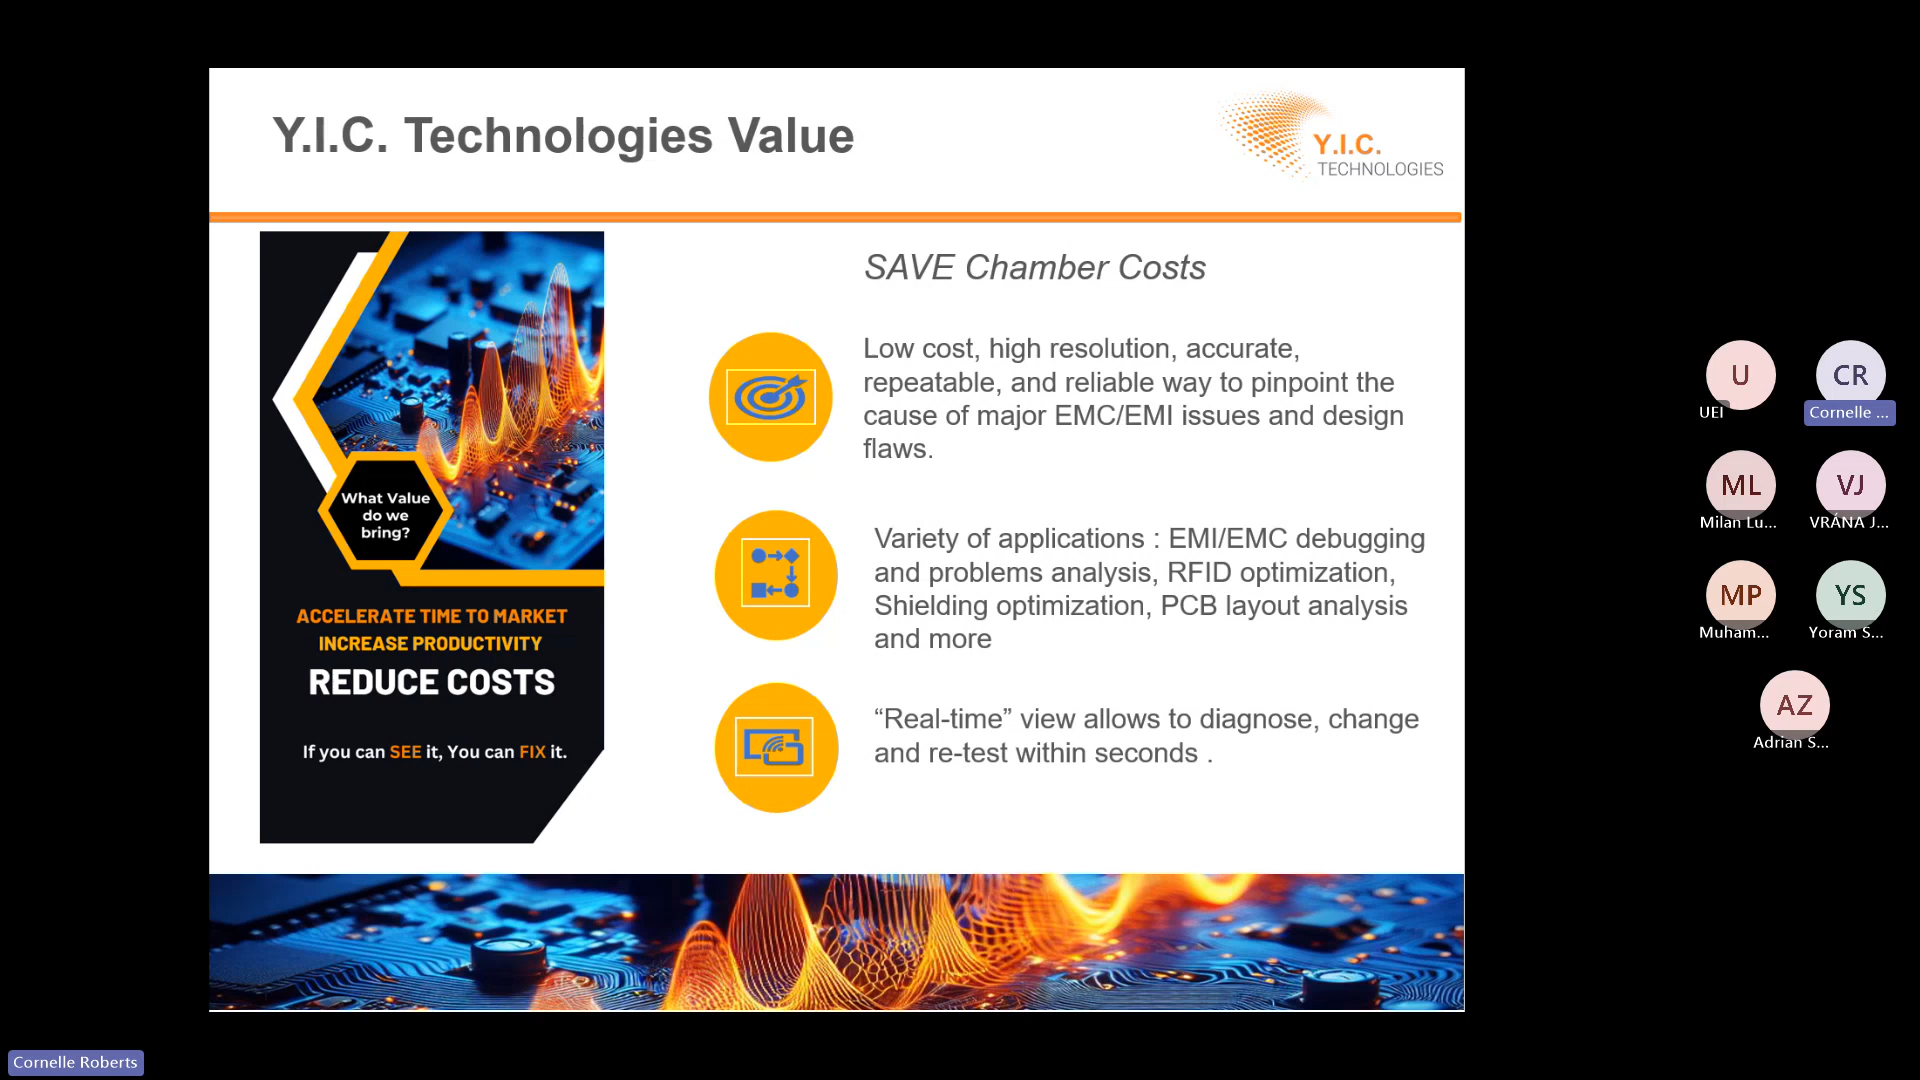 Y.I.C. Technologies Value
Y.I.C.
TECHNOLOGIES
What Value
do we
bring?
ACCELERATE TIME TO MARKET
INCREASE PRODUCTIVITY
REDUCE COSTS
If you can SEE it, You can FIX it.
SAVE Chamber Costs
Low cost, high resolution, accurate,
repeatable, and reliable way to pinpoint the
cause of major EMC/EMI issues and design
flaws.
Variety of applications : EMI/EMC debugging
and problems analysis, RFID optimization,
Shielding optimization, PCB layout analysis
and more
“Real-time” view allows to diagnose, change
and re-test within seconds .
U
UEI
CR
Cornelle ...
ML
Milan Lu...
VJ
VRÁNA J...
MP
Muham...
YS
Yoram S...
AZ
Adrian S...
Cornelle Roberts